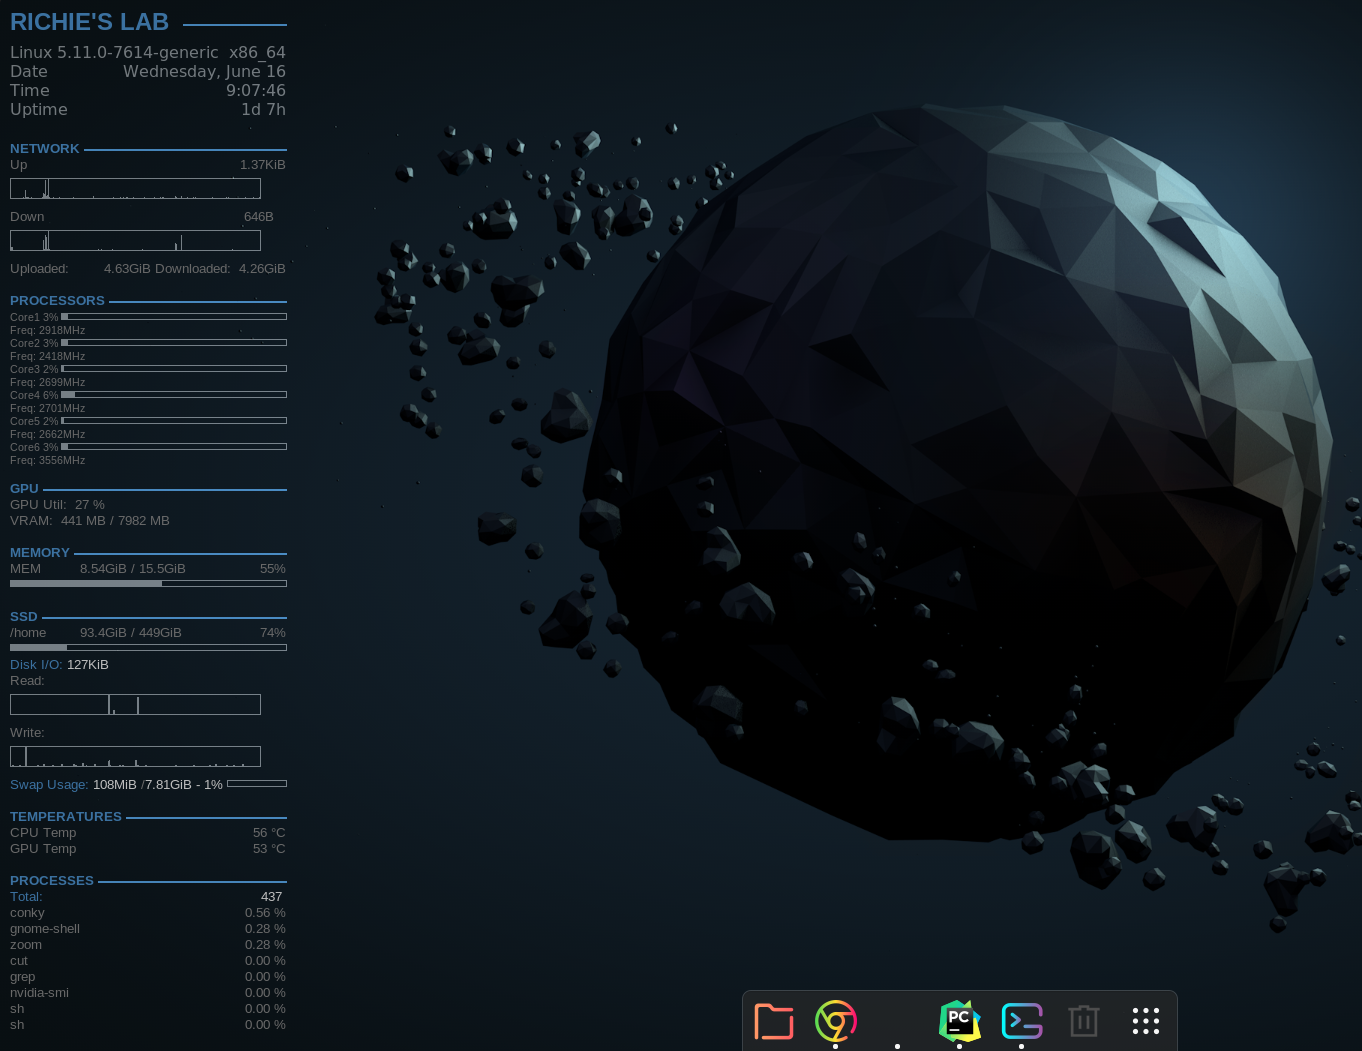 RICHIE'S LAB
Linux 5.11.0-7614-generic x86_64
Date Wednesday, June 16
Time 9:07:46
Uptime 1d 7h
NETWORK
Up 1.37KiB
Down 646B
Uploaded: 4.63GiB Downloaded: 4.26GiB
PROCESSORS
Core1 3%
Freq: 2918MHz
Core2 3%
Freq: 2418MHz
Core3 2%
Freq: 2699MHz
Core4 6%
Freq: 2701MHz
Core5 2%
Freq: 2662MHz
Core6 3%
Freq: 3556MHz
GPU
GPU Util: 27 %
VRAM: 441 MB / 7982 MB
MEMORY
MEM 8.54GiB / 15.5GiB 55%
SSD
/home 93.4GiB / 449GiB 74%
Disk I/O: 127KiB
Read:
Write:
Swap Usage: 108MiB /7.81GiB - 1%
TEMPERATURES
CPU Temp 56 °C
GPU Temp 53 °C
PROCESSES
Total: 437
conky 0.56 %
gnome-shell 0.28 %
zoom 0.28 %
cut 0.00 %
grep 0.00 %
nvidia-smi 0.00 %
sh 0.00 %
sh 0.00 %
PC